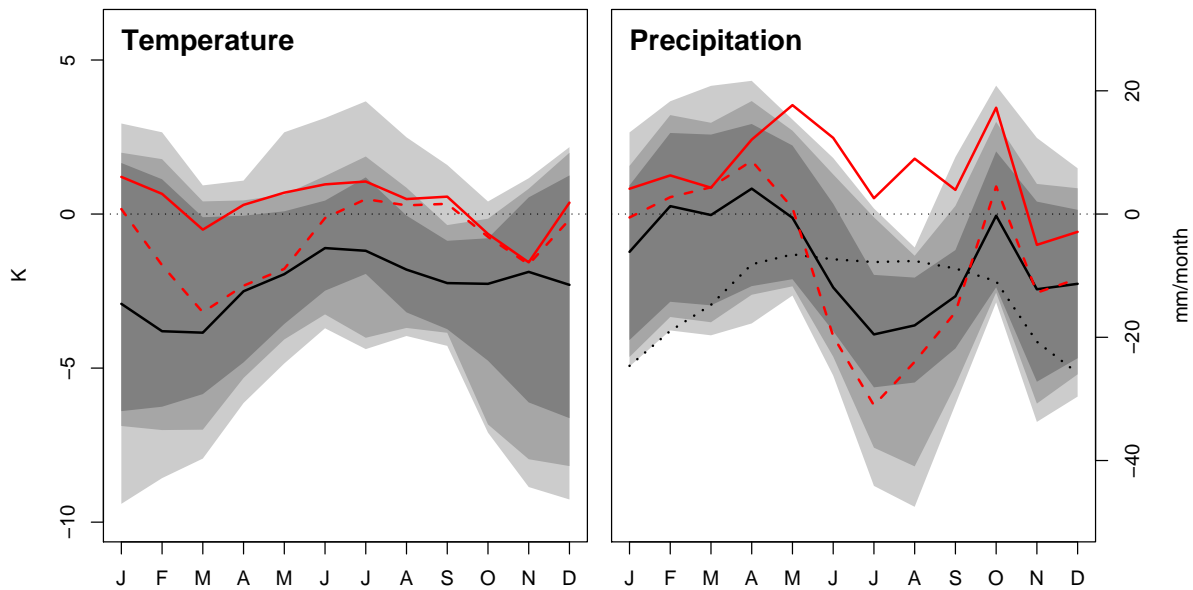 Temperature
Precipitation
K
5
0
−5
−10
20
0
−20
−40
mm/month
J F M A M J J A S O N D
J F M A M J J A S O N D